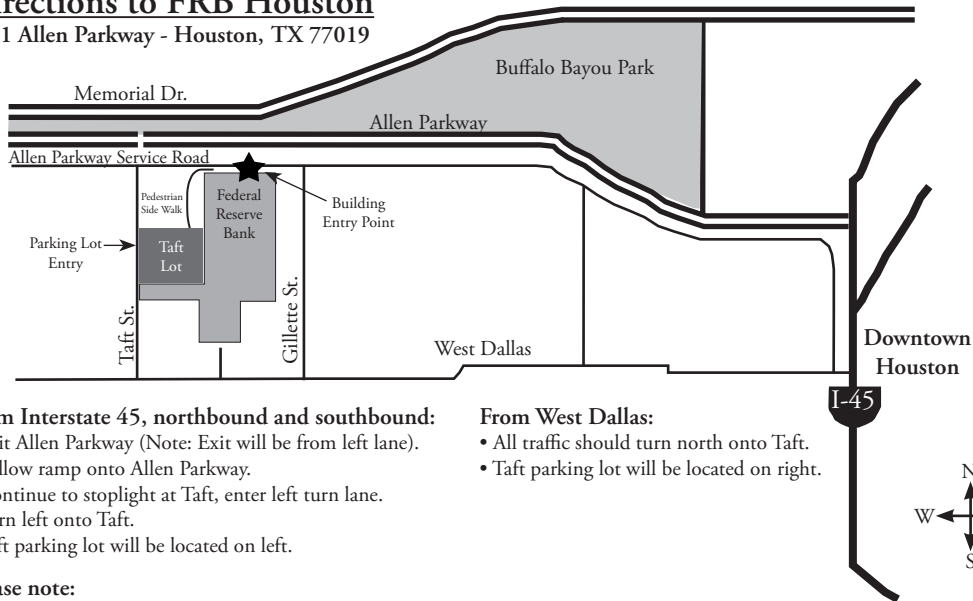 rections to FRB Houston
1 Allen Parkway - Houston, TX 77019
Buffalo Bayou Park
Memorial Dr.
Allen Parkway
Allen Parkway Service Road
Pedestrian
Side Walk
Federal
Reserve
Bank
Building
Entry Point
Parking Lot
Entry
Taft
Lot
Taft St.
Gillette St.
West Dallas
Downtown
Houston
I-45
m Interstate 45, northbound and southbound:
it Allen Parkway (Note: Exit will be from left lane).
llow ramp onto Allen Parkway.
ontinue to stoplight at Taft, enter left turn lane.
rn left onto Taft.
ft parking lot will be located on left.
From West Dallas:
• All traffic should turn north onto Taft.
• Taft parking lot will be located on right.
N
W
S
ase note: